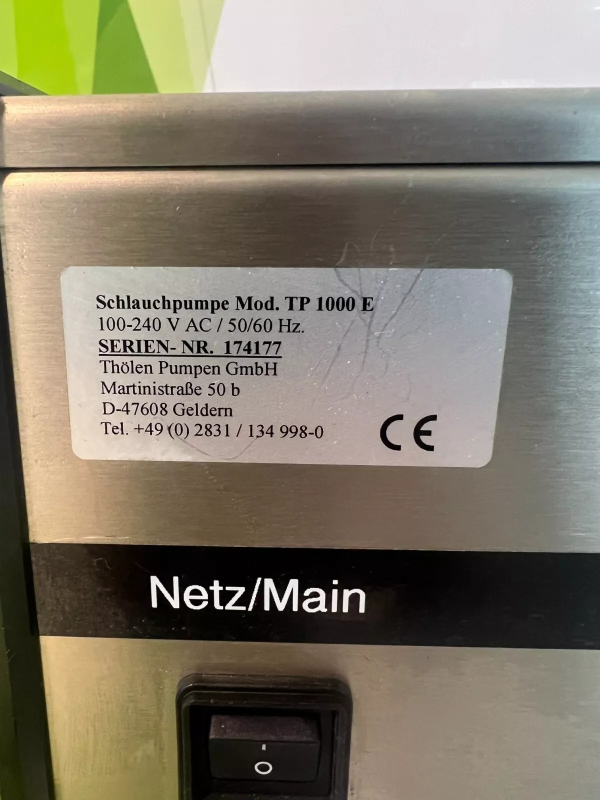 Schlauchpumpe Mod. TP 1000 E
100-240 V AC / 50/60 Hz.
SERIEN- NR. 174177
Thölen Pumpen GmbH
Martinistraße 50 b
D-47608 Geldern
Tel. +49 (0) 2831 / 134 998-0
CE
Netz/Main